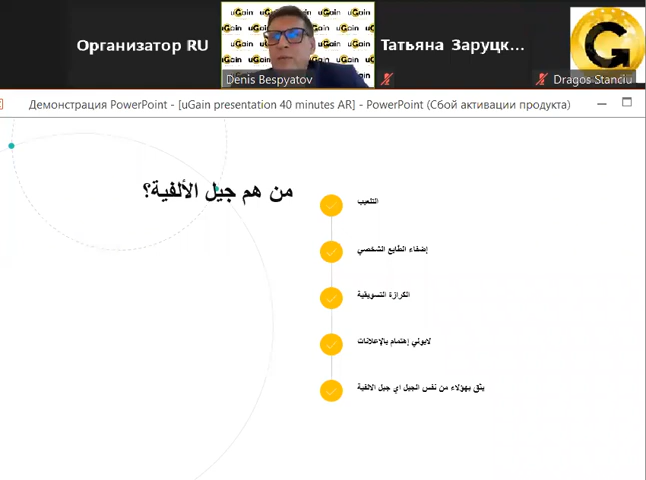 Организатор RU
uGain
Denis Bespyatov
Татьяна Заруцк...
G
Dragos Stanciu
Демонстрация PowerPoint - [uGain presentation 40 minutes AR] - PowerPoint (Сбой активации продукта)
من هم جيل الألفية؟
التلعيب
إضفاء الطابع الشخصي
الكرازة التسويقية
لايولي إهتمام بالإعلانات
يثق بهؤلاء من نفس الجيل اي جيل الالفية